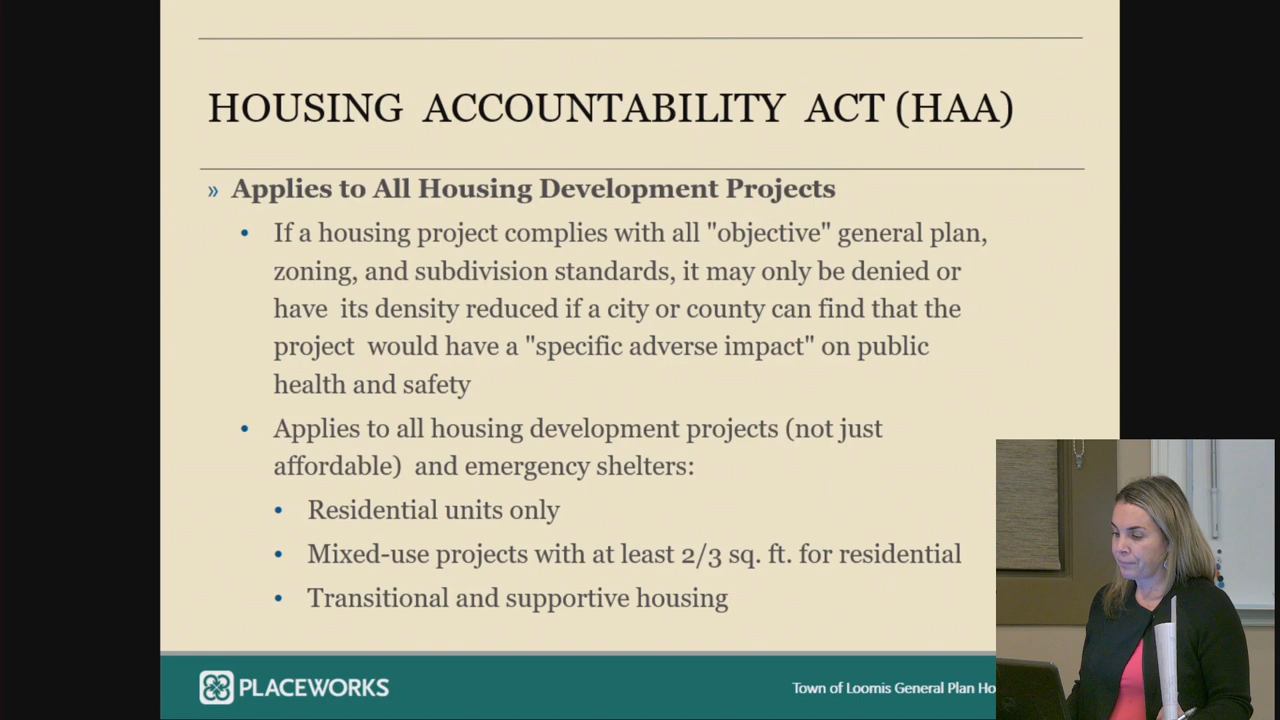 HOUSING ACCOUNTABILITY ACT (HAA)
» Applies to All Housing Development Projects
• If a housing project complies with all "objective" general plan,
zoning, and subdivision standards, it may only be denied or
have its density reduced if a city or county can find that the
project would have a "specific adverse impact" on public
health and safety
• Applies to all housing development projects (not just
affordable) and emergency shelters:
• Residential units only
• Mixed-use projects with at least 2/3 sq. ft. for residential
• Transitional and supportive housing
PLACEWORKS
Town of Loomis General Plan Ho